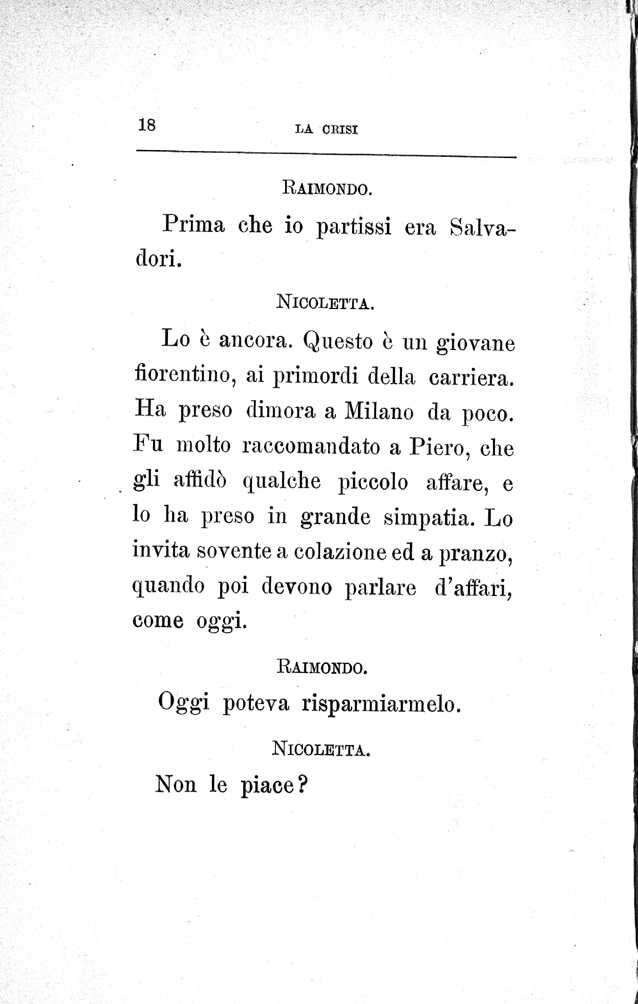 18 LA CRISI
RAIMONDO.
Prima che io partissi era Salva-
dori.
NICOLETTA.
Lo è ancora. Questo è un giovane
fiorentino, ai primordi della carriera.
Ha preso dimora a Milano da poco.
Fu molto raccomandato a Piero, che
gli affidò qualche piccolo affare, e
lo ha preso in grande simpatia. Lo
invita sovente a colazione ed a pranzo,
quando poi devono parlare d'affari,
come oggi.
RAIMONDO.
Oggi poteva risparmiarmelo.
NICOLETTA.
Non le piace?